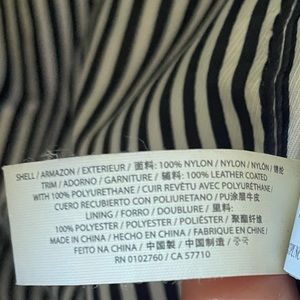 SHELL / ARMAZON / EXTERIEUR / 面料: 100% NYLON / NYLON / NYLON / 锦纶
TRIM / ADORNO / GARNITURE / 辅料: 100% LEATHER COATED
WITH 100% POLYURETHANE / CUIR REVÊTU AVEC POLYURETHANE /
CUERO RECUBIERTO CON POLIURETANO / PU涂层牛皮
LINING / FORRO / DOUBLURE / 里料:
100% POLYESTER / POLIÉSTER / POLYESTER / 聚酯纤维
MADE IN CHINA / HECHO EN CHINA / FABRIQUE EN CHINE /
FEITO NA CHINA / 中国製 / 中国制造 / 중국
RN 0102760 / CA 57710